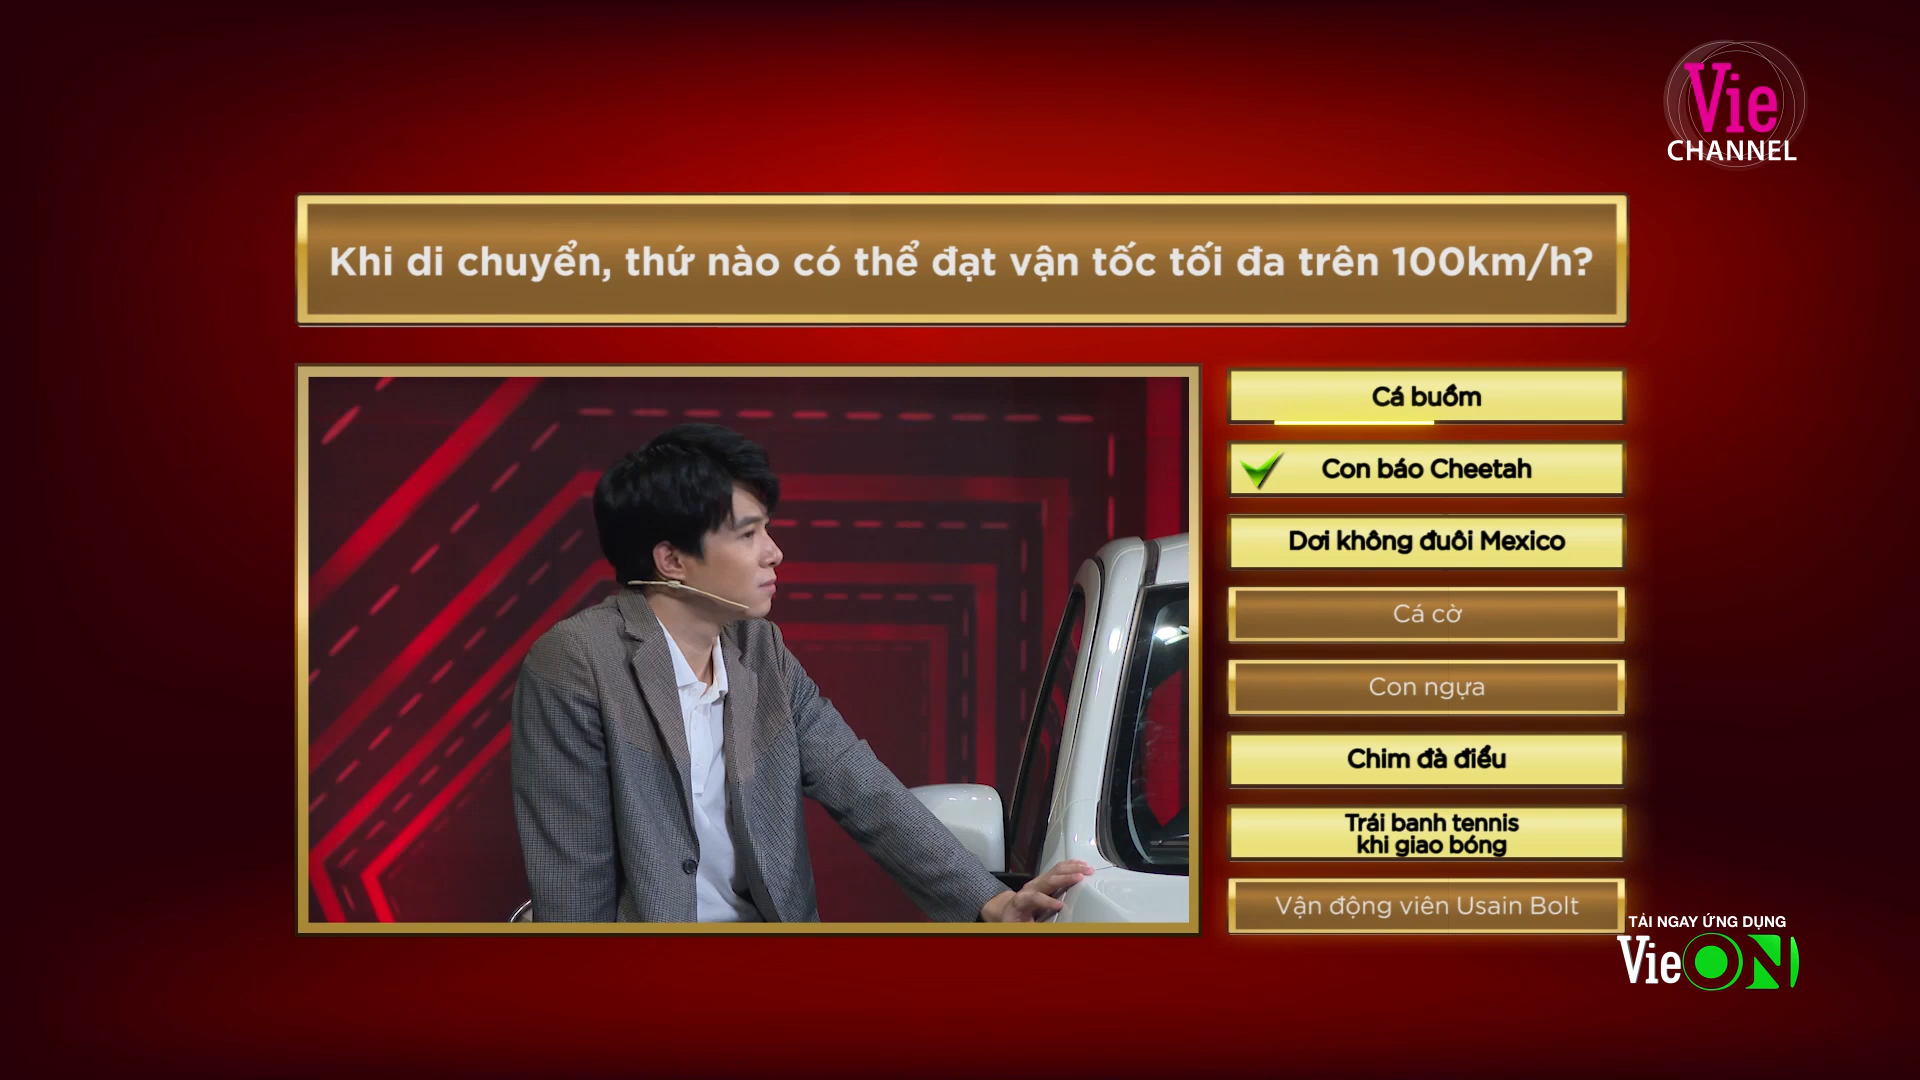 Vie
CHANNEL
Khi di chuyển, thứ nào có thể đạt vận tốc tối đa trên 100km/h?
Cá buồm
Con báo Cheetah
Dơi không đuôi Mexico
Cá cờ
Con ngựa
Chim đà điểu
Trái banh tennis
khi giao bóng
Vận động viên Usain Bolt
TẢI NGAY ỨNG DỤNG
VieON